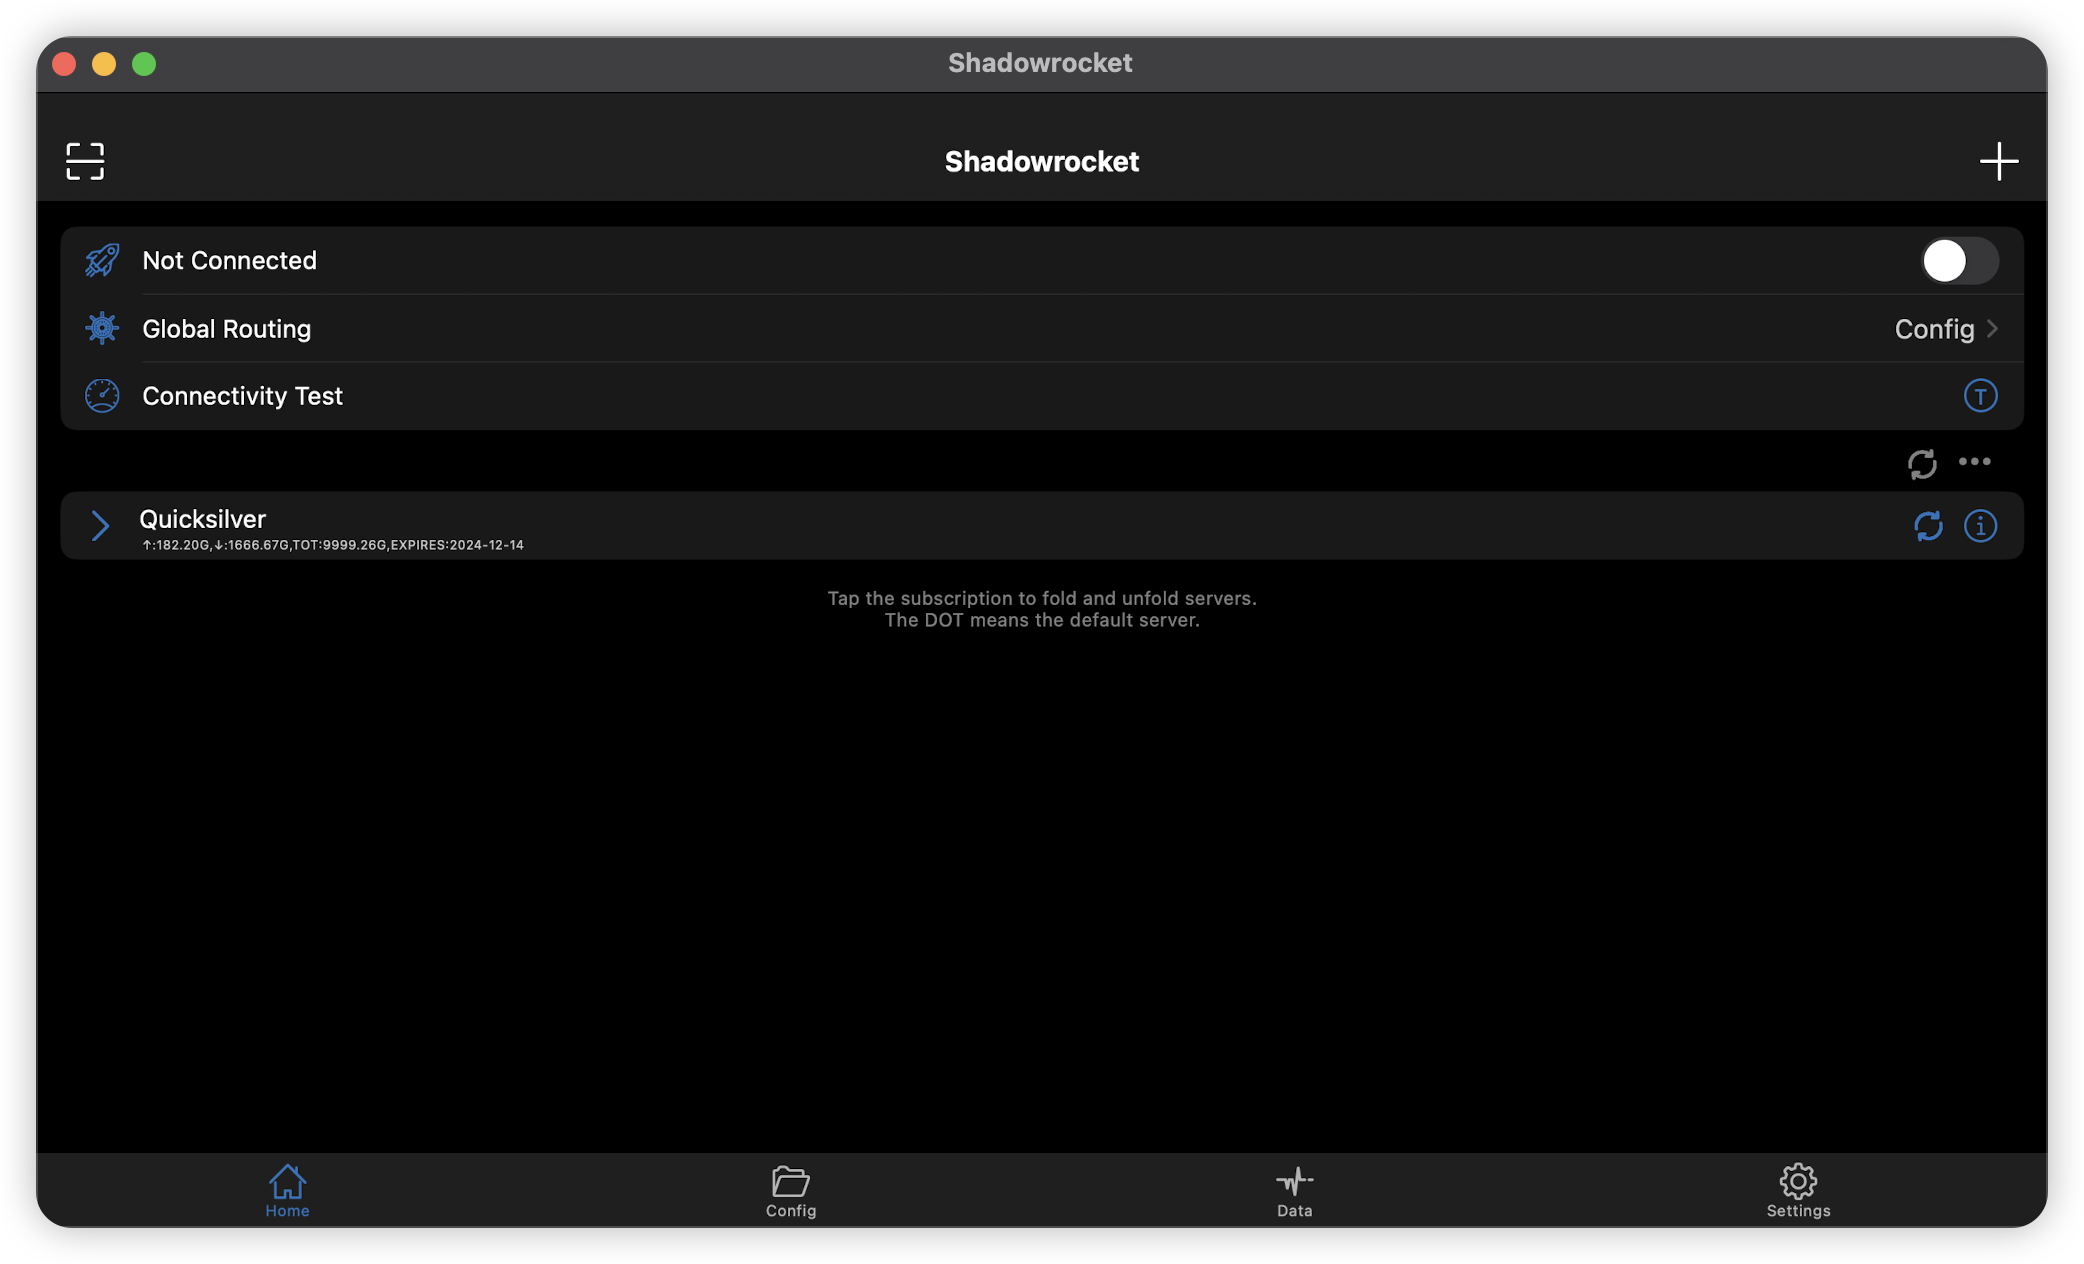 Shadowrocket
Shadowrocket
Not Connected
Global Routing
Config
Connectivity Test
T
Quicksilver
↑:182.20G,↓:1666.67G,TOT:9999.26G,EXPIRES:2024-12-14
Tap the subscription to fold and unfold servers.
The DOT means the default server.
Home
Config
Data
Settings